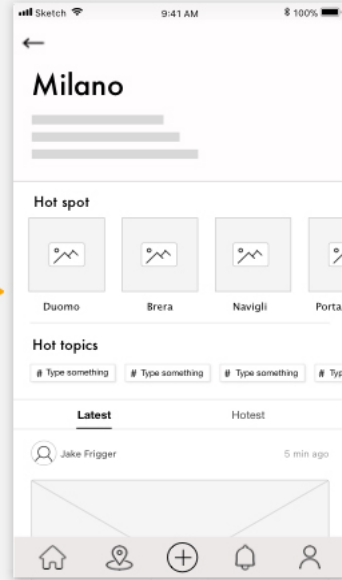 Sketch 9:41 AM 100%
Milano
Hot spot
Duomo Brera Navigli Porta
Hot topics
# Type something # Type something # Type something # Typ
Latest Hotest
Jake Frigger 5 min ago